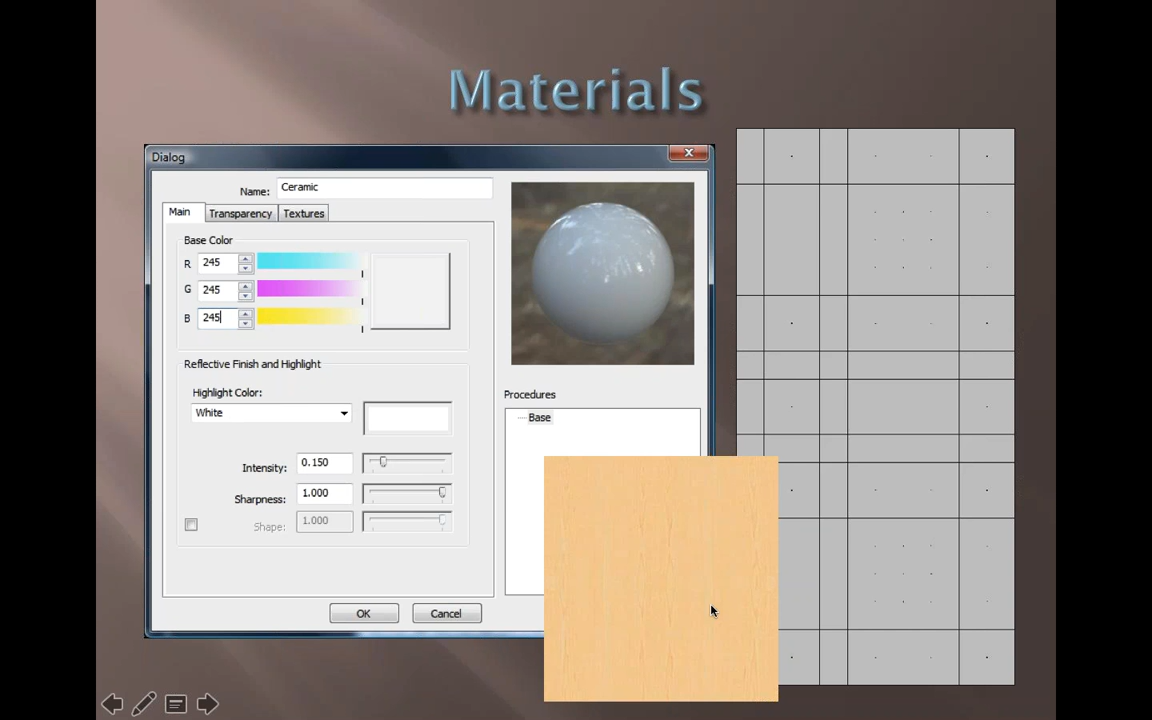 Materials
Dialog
Name: Ceramic
Main Transparency Textures
Base Color
R 245
G 245
B 245
Reflective Finish and Highlight
Highlight Color:
White
Intensity: 0.150
Sharpness: 1.000
Shape: 1.000
Procedures
Base
OK Cancel